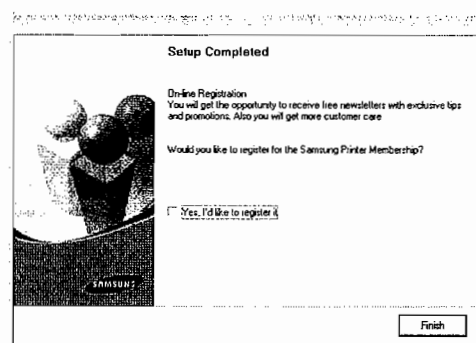 Setup Completed
On-line Registration
You will get the opportunity to receive free newsletters with exclusive tips
and promotions. Also you will get more customer care
Would you like to register for the Samsung Printer Membership?
Yes, I'd like to register it.
SAMSUNG
Finish